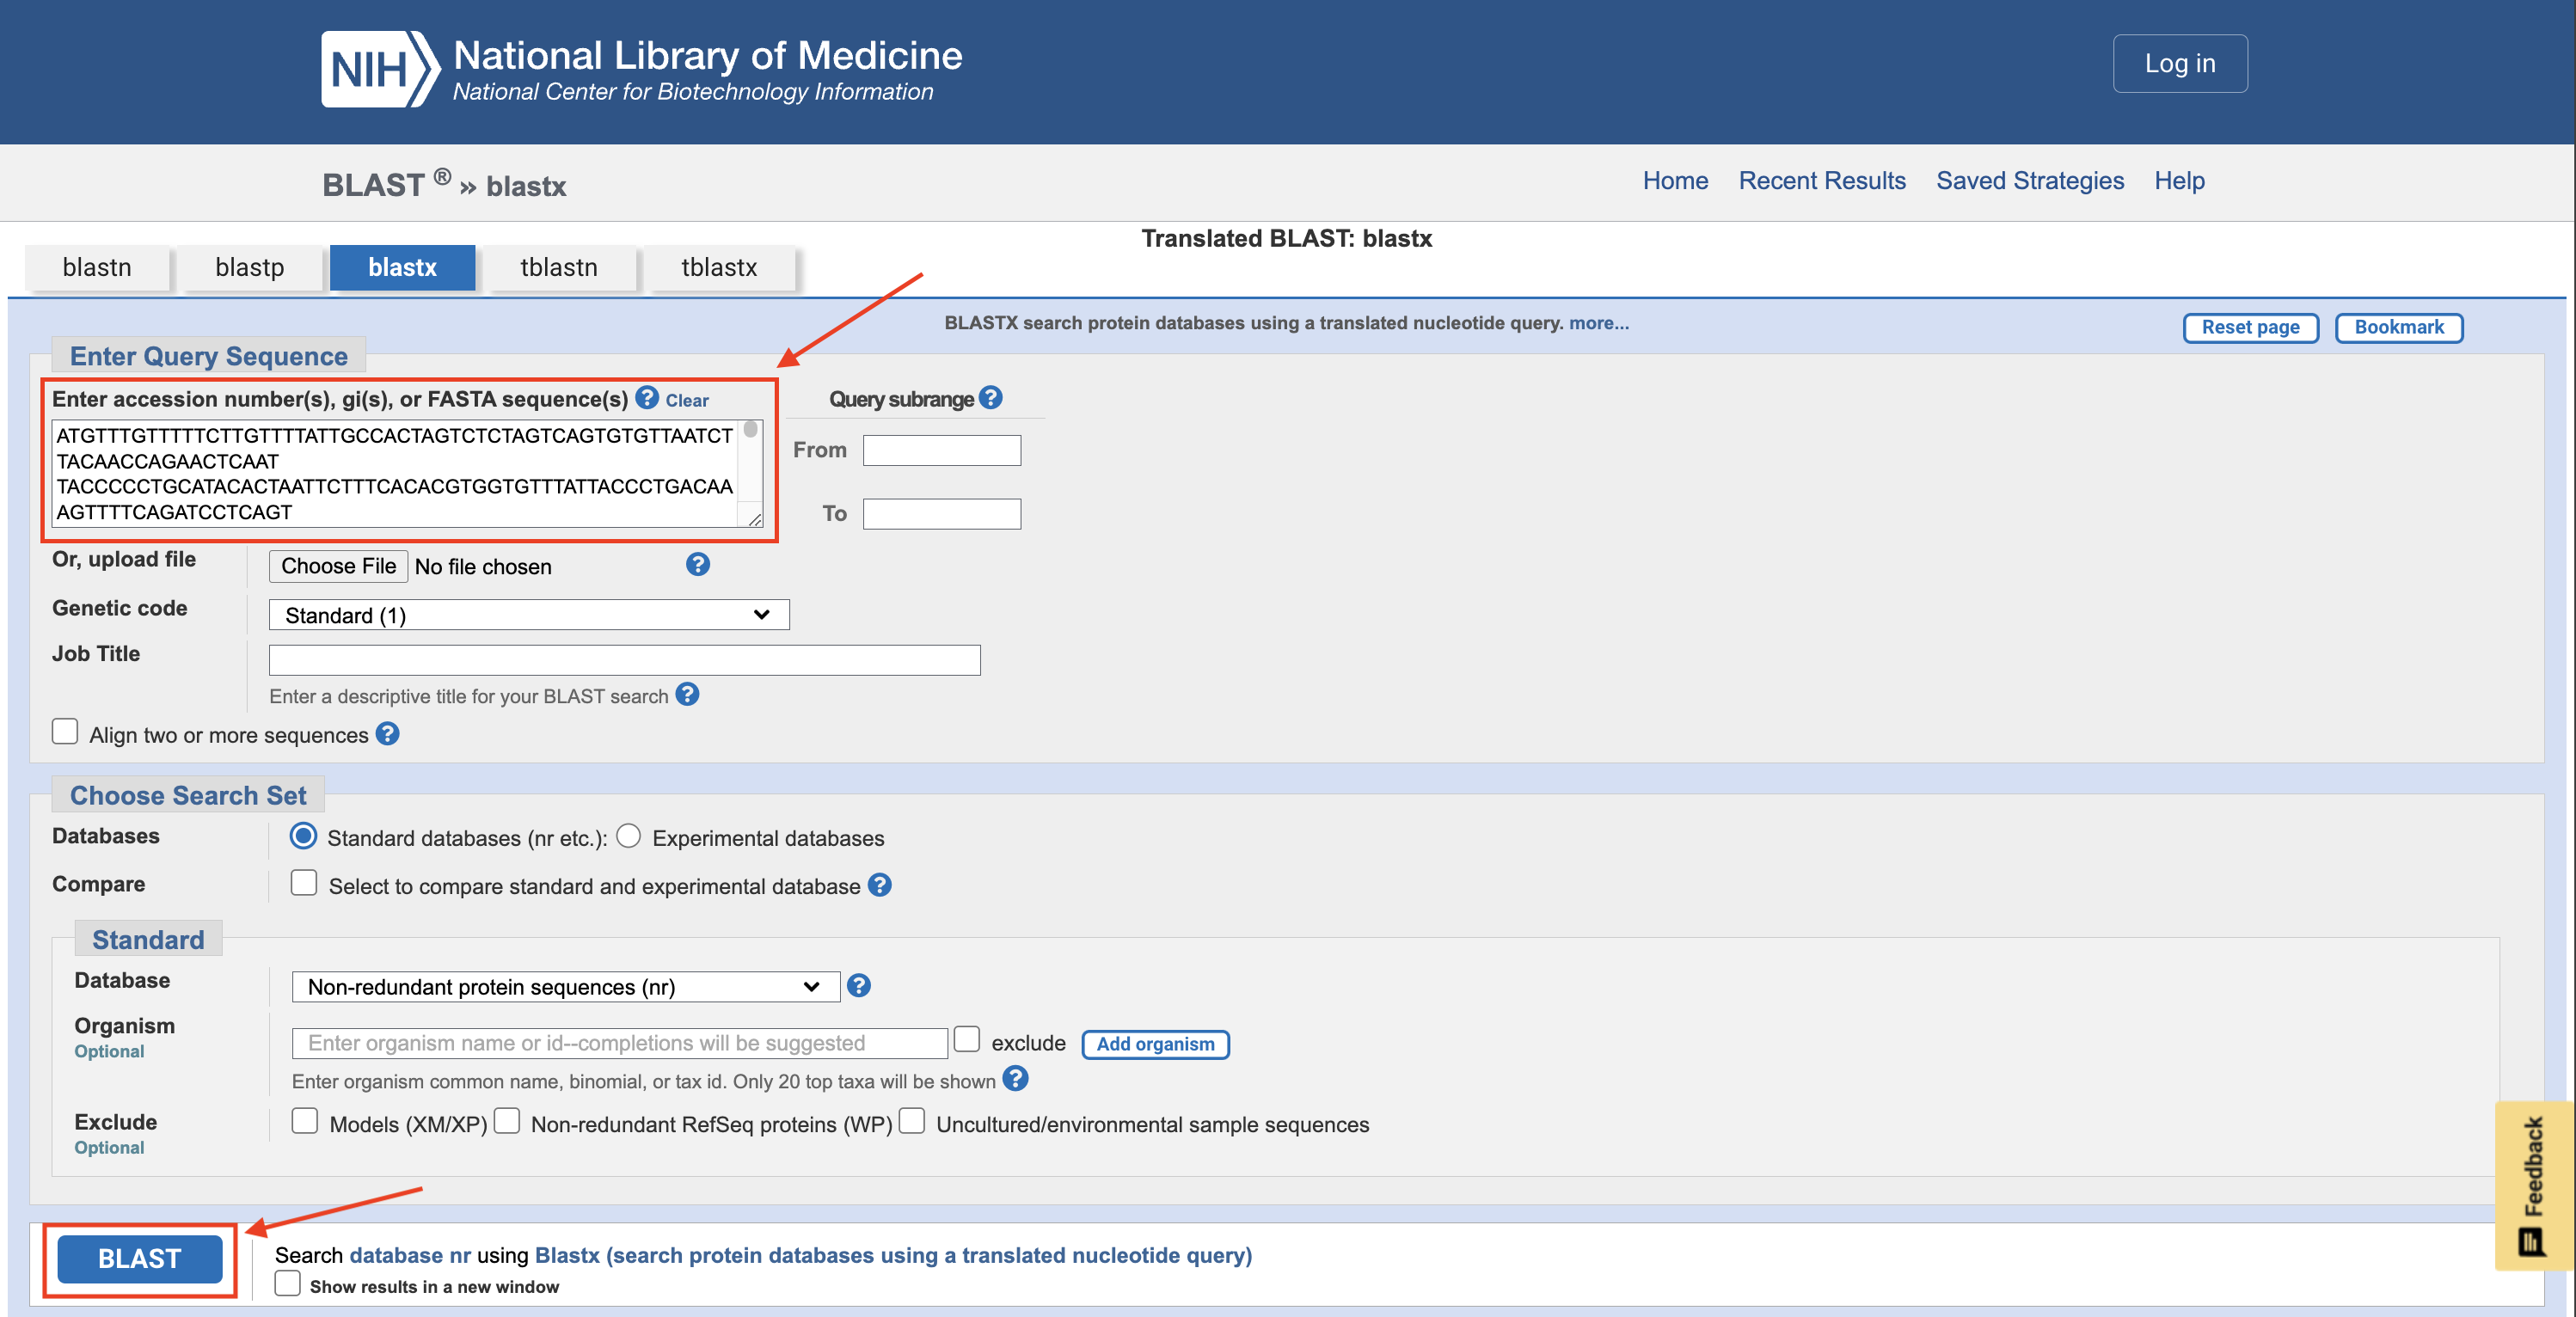 NIH National Library of Medicine
National Center for Biotechnology Information
Log in
BLAST ® » blastx
Home Recent Results Saved Strategies Help
Translated BLAST: blastx
blastn blastp blastx tblastn tblastx
BLASTX search protein databases using a translated nucleotide query. more...
Reset page Bookmark
Enter Query Sequence
Enter accession number(s), gi(s), or FASTA sequence(s) ? Clear
Query subrange ?
ATGTTTGTTTTTCTTGTTTTATTGCCACTAGTCTCTAGTCAGTGTGTTAATCT
TACAACCAGAACTCAAT
TACCCCCTGCATACACTAATTCTTTCACACGTGGTGTTTATTACCCTGACAA
AGTTTTCAGATCCTCAGT
From
To
Or, upload file Choose File No file chosen ?
Genetic code Standard (1)
Job Title
Enter a descriptive title for your BLAST search ?
Align two or more sequences ?
Choose Search Set
Databases Standard databases (nr etc.): Experimental databases
Compare Select to compare standard and experimental database ?
Standard
Database Non-redundant protein sequences (nr) ?
Organism
Optional
Enter organism name or id--completions will be suggested exclude Add organism
Enter organism common name, binomial, or tax id. Only 20 top taxa will be shown ?
Exclude Models (XM/XP) Non-redundant RefSeq proteins (WP) Uncultured/environmental sample sequences
Optional
Feedback
BLAST Search database nr using Blastx (search protein databases using a translated nucleotide query)
Show results in a new window